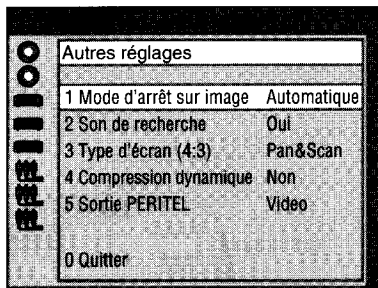 Autres réglages
1 Mode d'arrêt sur image Automatique
2 Son de recherche Oui
3 Type d'écran (4:3) Pan&Scan
4 Compression dynamique Non
5 Sortie PERITEL Video
0 Quitter